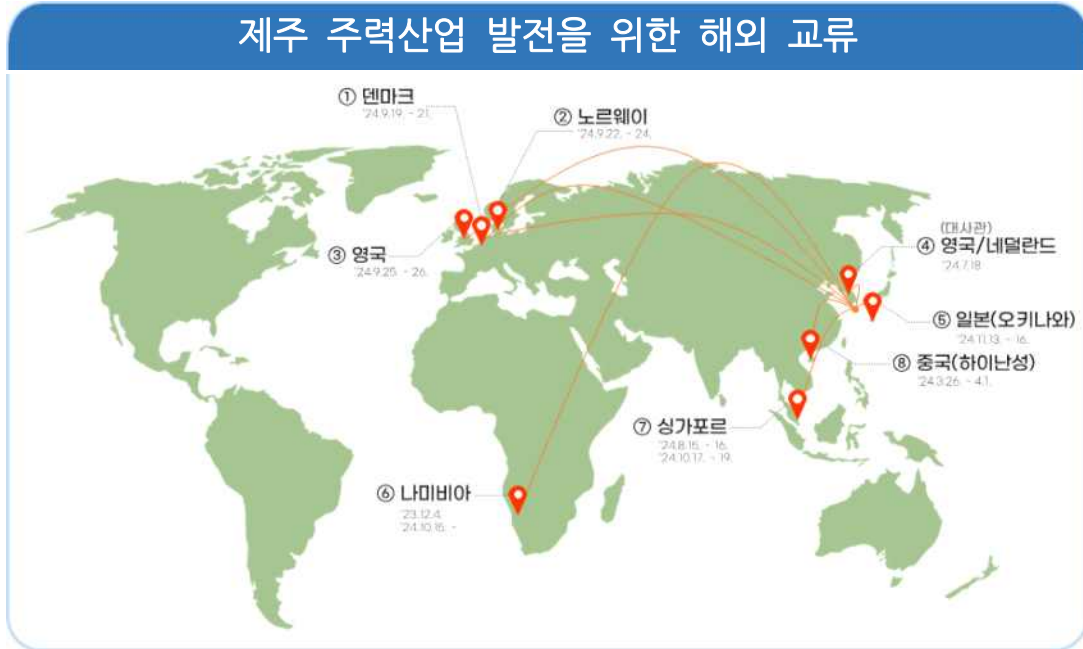 제주 주력산업 발전을 위한 해외 교류
① 덴마크
'24.9.19. - 21.
② 노르웨이
'24.9.22. - 24.
③ 영국
'24.9.25. - 26.
(대사관)
④ 영국/네덜란드
'24.7.18.
⑤ 일본(오키나와)
'24.11.13. - 16.
⑧ 중국(하이난성)
'24.3.26. - 4.1.
⑦ 싱가포르
'24.8.15. - 16.
'24.10.17. - 19.
⑥ 나미비아
'23.12.4.
'24.10.15. -